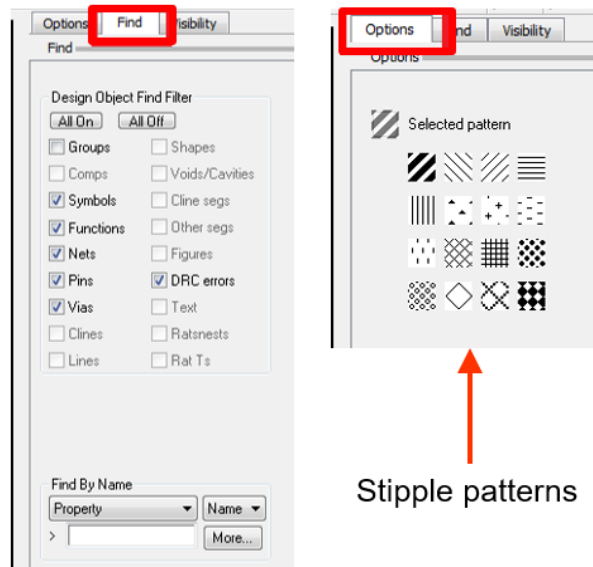 Options Find Visibility
Find
Design Object Find Filter
All On All Off
Groups Shapes
Comps Voids/Cavities
Symbols Cline segs
Functions Other segs
Nets Figures
Pins DRC errors
Vias Text
Clines Ratsnests
Lines Rat Ts
Find By Name
Property Name
> More...
Options Find Visibility
Options
Selected pattern
Stipple patterns